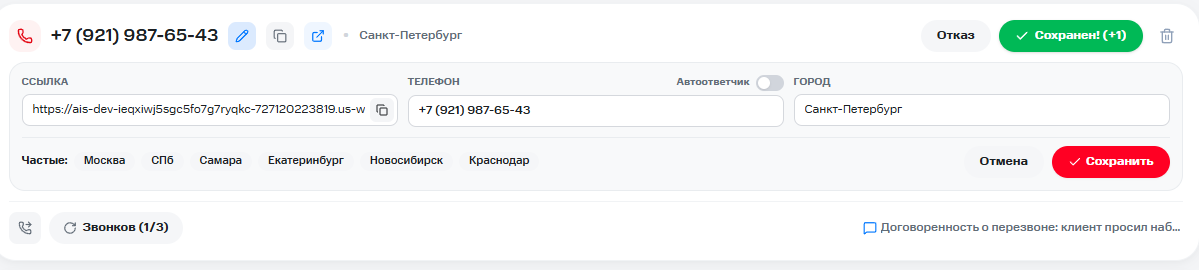 +7 (921) 987-65-43 Санкт-Петербург Отказ Сохранен! (+1)
ССЫЛКА ТЕЛЕФОН Автоответчик ГОРОД
https://ais-dev-ieqxiwj5sgc5fo7g7ryqkc-727120223819.us-w +7 (921) 987-65-43 Санкт-Петербург
Частые: Москва СПб Самара Екатеринбург Новосибирск Краснодар Отмена Сохранить
Звонков (1/3) Договоренность о перезвоне: клиент просил наб...